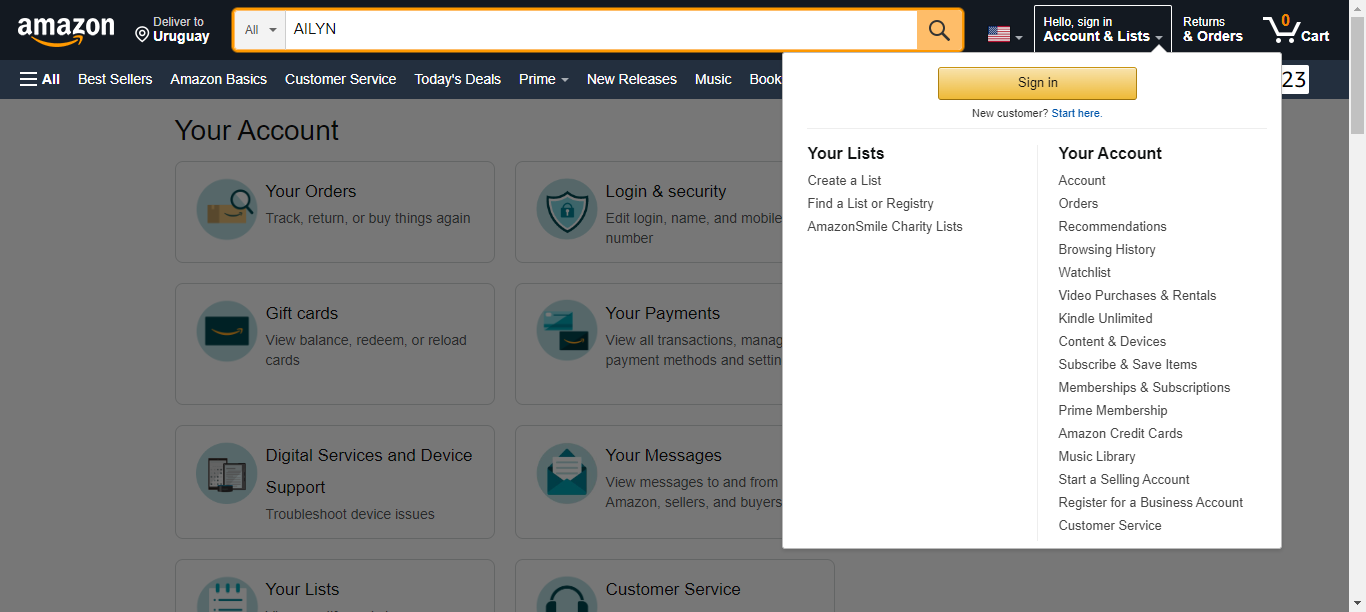 amazon
Deliver to
Uruguay
All
AILYN
Hello, sign in
Account & Lists
Returns
& Orders
0
Cart
All
Best Sellers
Amazon Basics
Customer Service
Today's Deals
Prime
New Releases
Music
Book
23
Sign in
New customer? Start here.
Your Lists
Create a List
Find a List or Registry
AmazonSmile Charity Lists
Your Account
Account
Orders
Recommendations
Browsing History
Watchlist
Video Purchases & Rentals
Kindle Unlimited
Content & Devices
Subscribe & Save Items
Memberships & Subscriptions
Prime Membership
Amazon Credit Cards
Music Library
Start a Selling Account
Register for a Business Account
Customer Service
Your Account
Your Orders
Track, return, or buy things again
Login & security
Edit login, name, and mobile
number
Gift cards
View balance, redeem, or reload
cards
Your Payments
View all transactions, manag
payment methods and settin
Digital Services and Device
Support
Troubleshoot device issues
Your Messages
View messages to and from
Amazon, sellers, and buyers
Your Lists
Customer Service